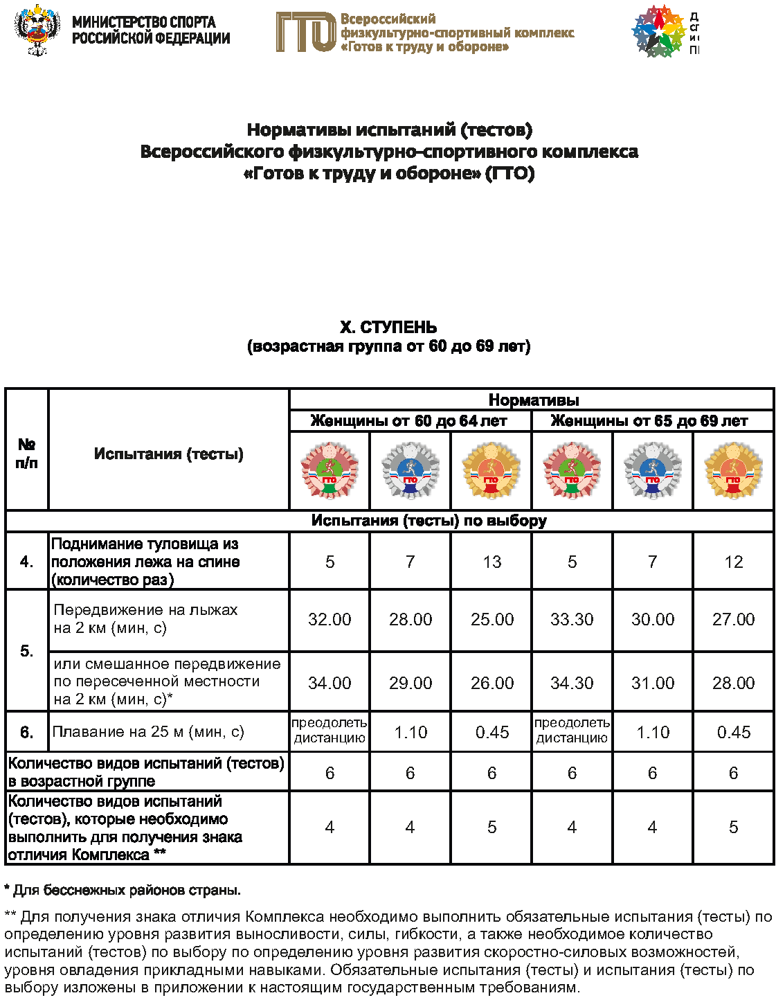 МИНИСТЕРСТВО СПОРТА
РОССИЙСКОЙ ФЕДЕРАЦИИ
ГТО
Всероссийский
физкультурно-спортивный комплекс
«Готов к труду и обороне»
Нормативы испытаний (тестов)
Всероссийского физкультурно-спортивного комплекса
«Готов к труду и обороне» (ГТО)
X. СТУПЕНЬ
(возрастная группа от 60 до 69 лет)
№
п/п
Испытания (тесты)
Нормативы
Женщины от 60 до 64 лет
Женщины от 65 до 69 лет
ГТО ГТО ГТО ГТО ГТО ГТО
Испытания (тесты) по выбору
4.
Поднимание туловища из
положения лежа на спине
(количество раз)
5 7 13 5 7 12
5.
Передвижение на лыжах
на 2 км (мин, с)
32.00 28.00 25.00 33.30 30.00 27.00
или смешанное передвижение
по пересеченной местности
на 2 км (мин, с)*
34.00 29.00 26.00 34.30 31.00 28.00
6. Плавание на 25 м (мин, с)
преодолеть
дистанцию
1.10 0.45
преодолеть
дистанцию
1.10 0.45
Количество видов испытаний (тестов)
в возрастной группе
6 6 6 6 6 6
Количество видов испытаний
(тестов), которые необходимо
выполнить для получения знака
отличия Комплекса **
4 4 5 4 4 5
* Для бесснежных районов страны.
** Для получения знака отличия Комплекса необходимо выполнить обязательные испытания (тесты) по
определению уровня развития выносливости, силы, гибкости, а также необходимое количество
испытаний (тестов) по выбору по определению уровня развития скоростно-силовых возможностей,
уровня овладения прикладными навыками. Обязательные испытания (тесты) и испытания (тесты) по
выбору изложены в приложении к настоящим государственным требованиям.